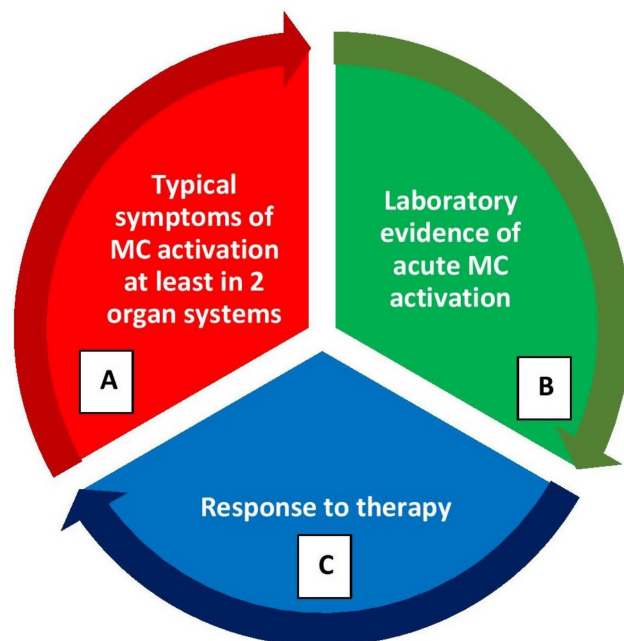 Typical
symptoms of
MC activation
at least in 2
organ systems
A
Laboratory
evidence of
acute MC
activation
B
Response to therapy
C